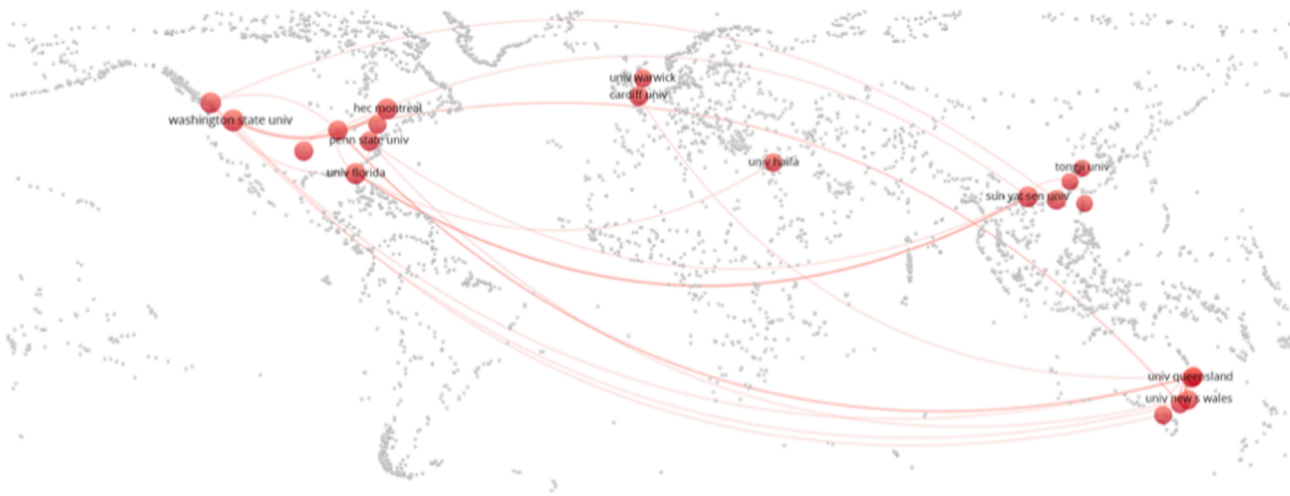 univ warwick
cardiff univ
hec montreal
washington state univ
penn state univ
univ haifa
tongji univ
univ florida
sun yat sen univ
univ queensland
univ new s wales